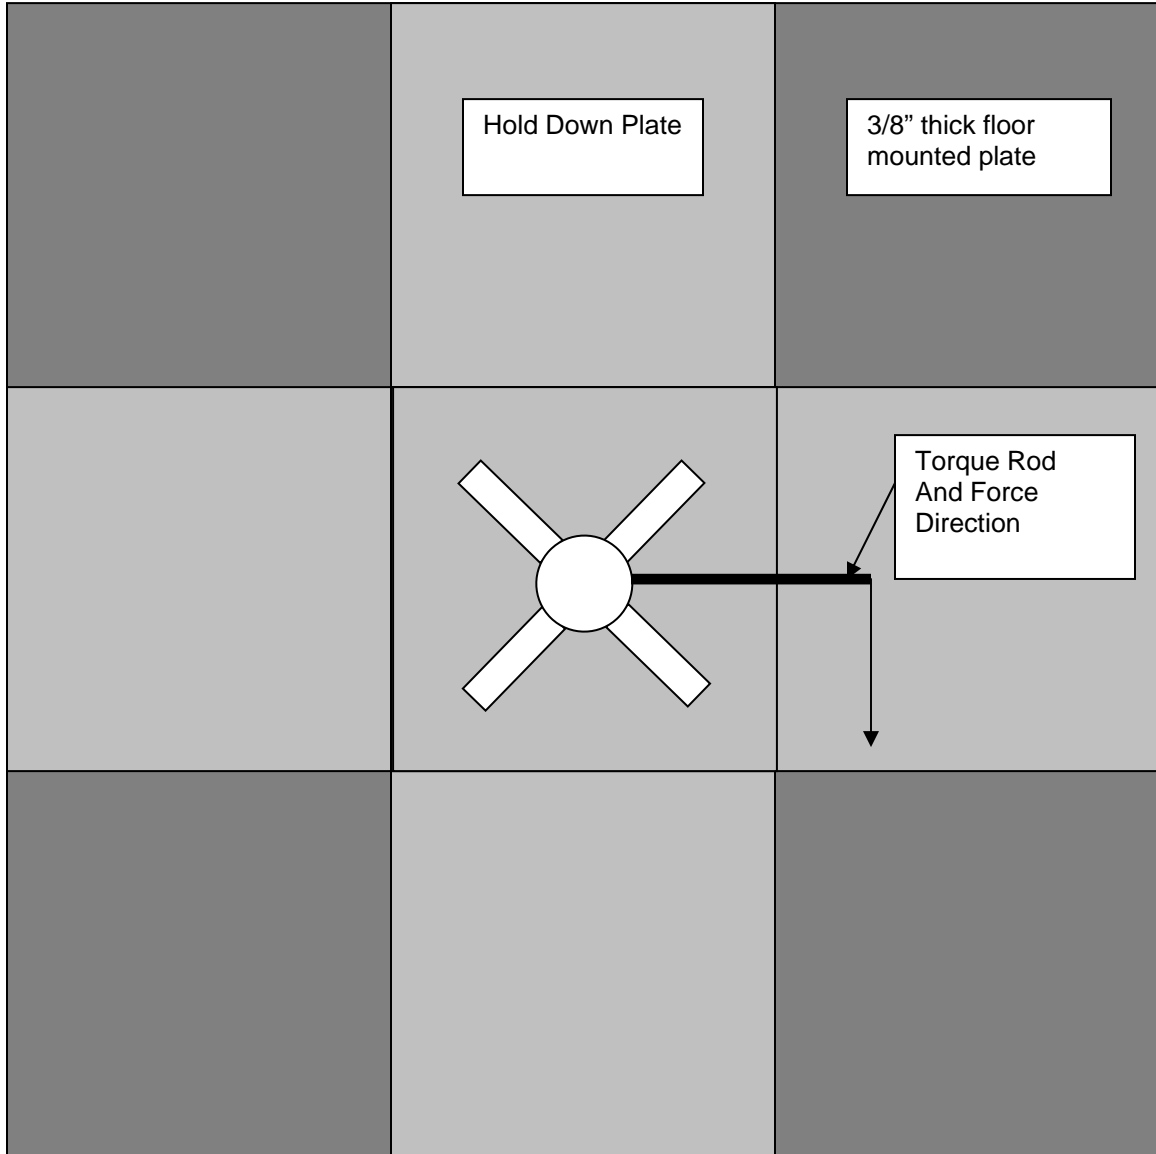 Hold Down Plate
3/8” thick floor
mounted plate
Torque Rod
And Force
Direction